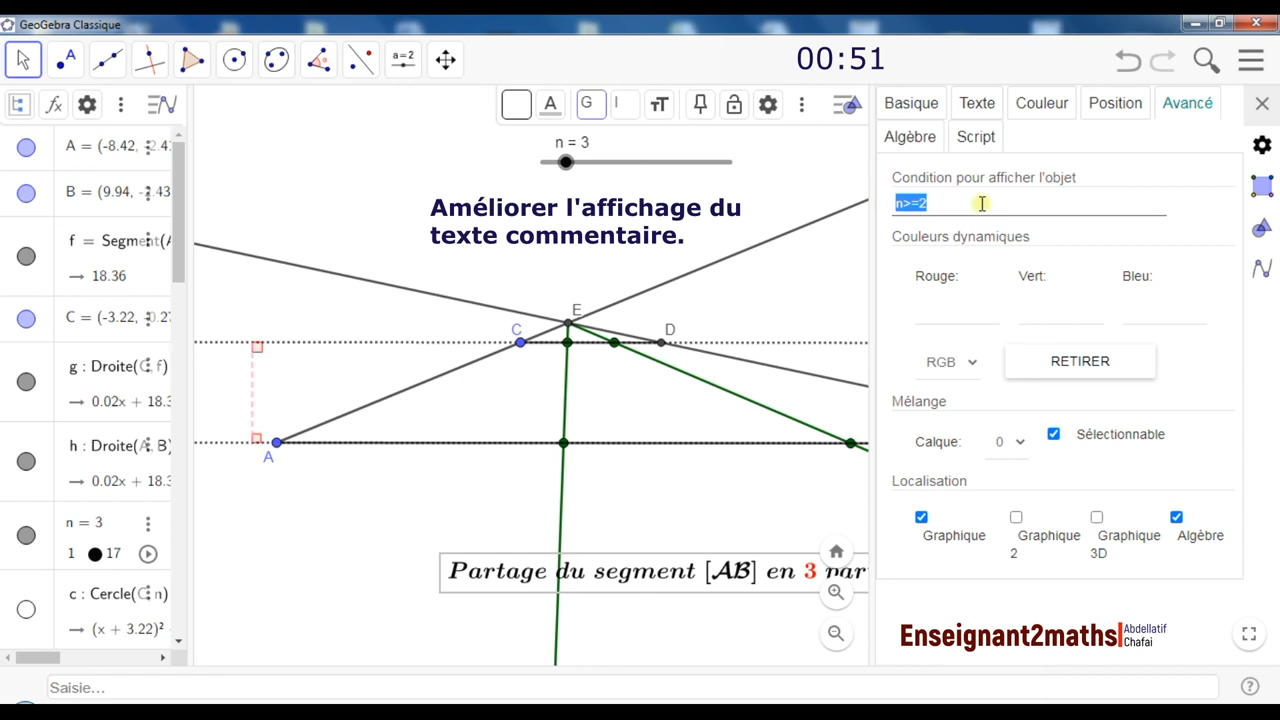 GeoGebra Classique
A
a=2
00:51
fx
A
G
I
тT
Basique
Texte
Couleur
Position
Avancé
Algèbre
Script
A = (-8.42,
B = (9.94,
f = Segment(A
→ 18.36
C = (-3.22,
g : Droite(C, f)
→ 0.02x + 18.3
h : Droite(A, B)
→ 0.02x + 18.3
n = 3
1
17
c : Cercle(C, n)
→ (x + 3.22)²
n = 3
Améliorer l'affichage du
texte commentaire.
E
C
D
A
Partage du segment [AB] en 3 par
Condition pour afficher l'objet
n>=2
Couleurs dynamiques
Rouge:
Vert:
Bleu:
RGB
RETIRER
Mélange
Calque:
0
Sélectionnable
Localisation
Graphique
Graphique
2
Graphique
3D
Algèbre
Enseignant2maths
Abdellatif
Chafai
Saisie...